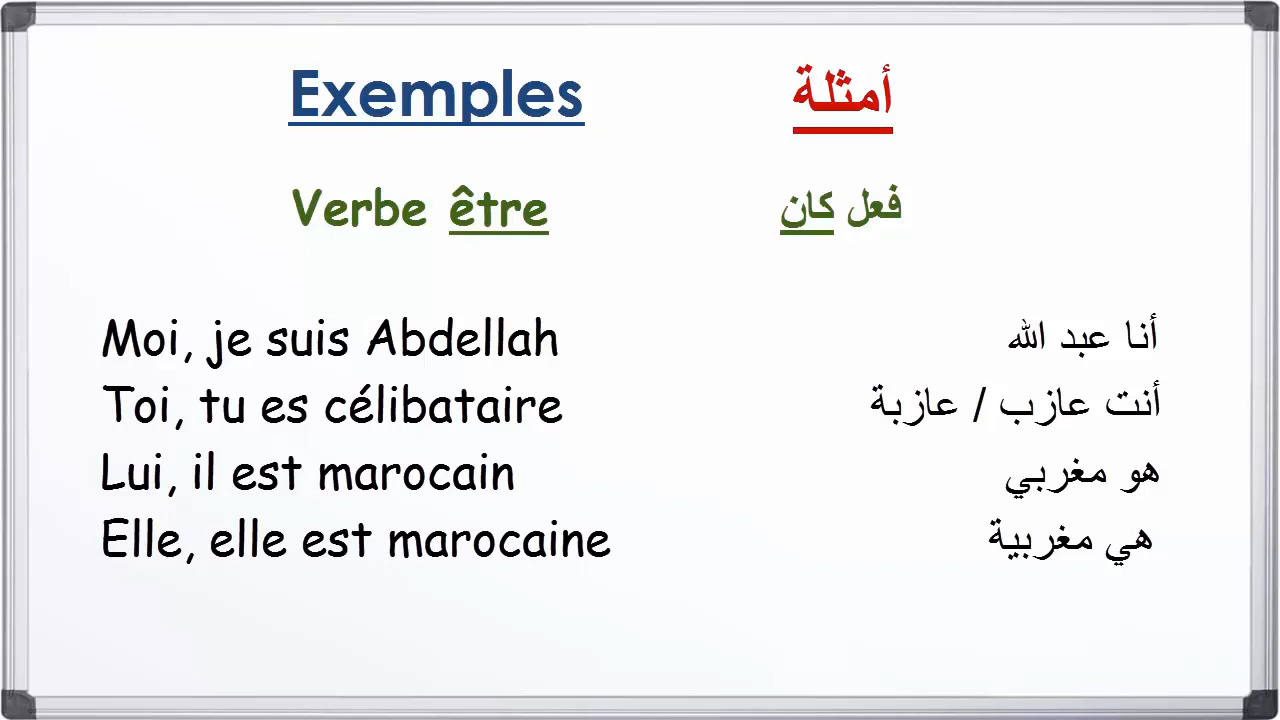 Exemples أمثلة
Verbe être فعل كان
Moi, je suis Abdellah أنا عبد الله
Toi, tu es célibataire أنت عازب / عازبة
Lui, il est marocain هو مغربي
Elle, elle est marocaine هي مغربية